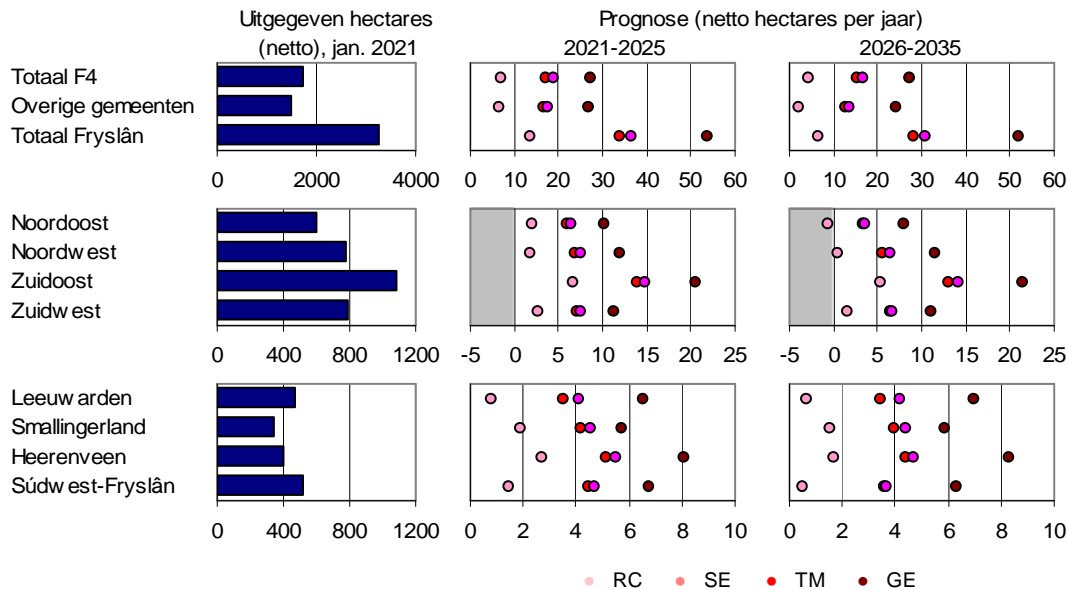 Uitgegeven hectares
(netto), jan. 2021
Prognose (netto hectares per jaar)
2021-2025
2026-2035
Totaal F4
Overige gemeenten
Totaal Fryslân
0 2000 4000
0 10 20 30 40 50 60
0 10 20 30 40 50 60
Noordoost
Noordwest
Zuidoost
Zuidwest
0 400 800 1200
-5 0 5 10 15 20 25
-5 0 5 10 15 20 25
Leeuwarden
Smallingerland
Heerenveen
Súdwest-Fryslân
0 400 800 1200
0 2 4 6 8 10
0 2 4 6 8 10
RC SE TM GE